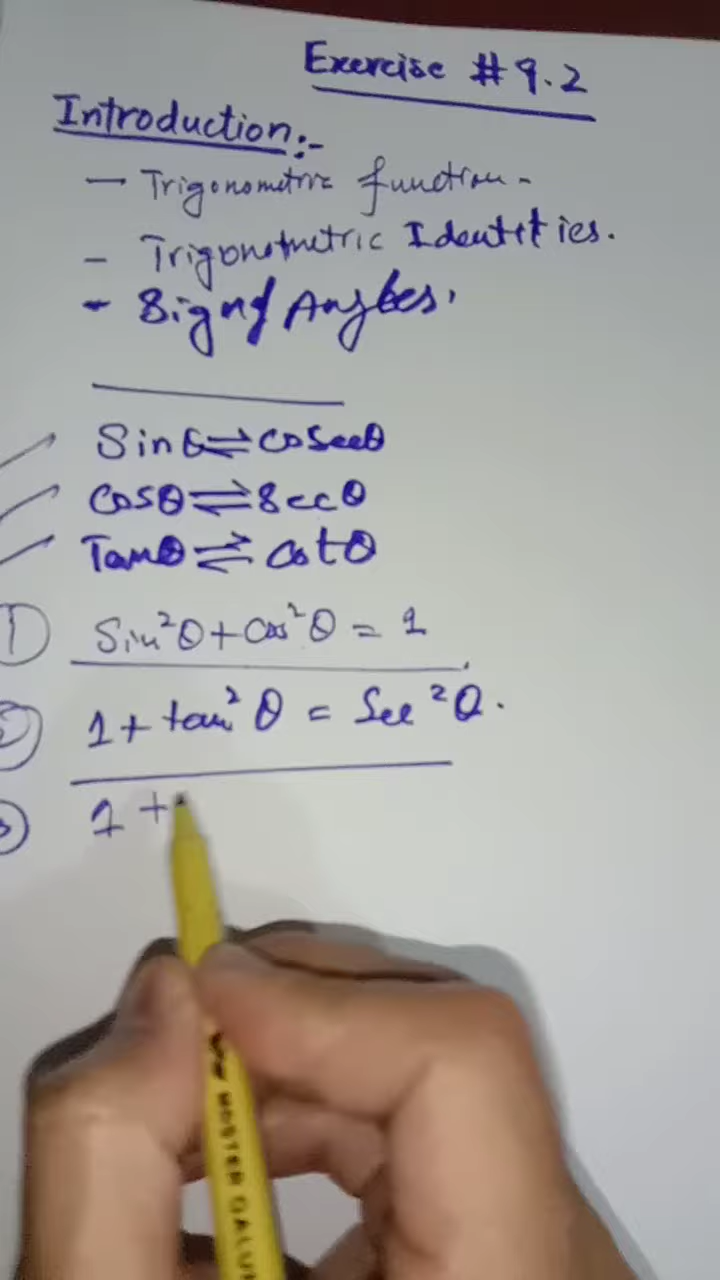 Exercise # 9.2
Introduction:-
— Trigonometric function -
- Trigonometric Identities.
- Sign of Angles.
Sinθ ⇌ Cosecθ
Cosθ ⇌ Secθ
Tanθ ⇌ Cotθ
① Sin²θ + Cos²θ = 1
② 1 + tan²θ = Sec²θ.
③ 1 +